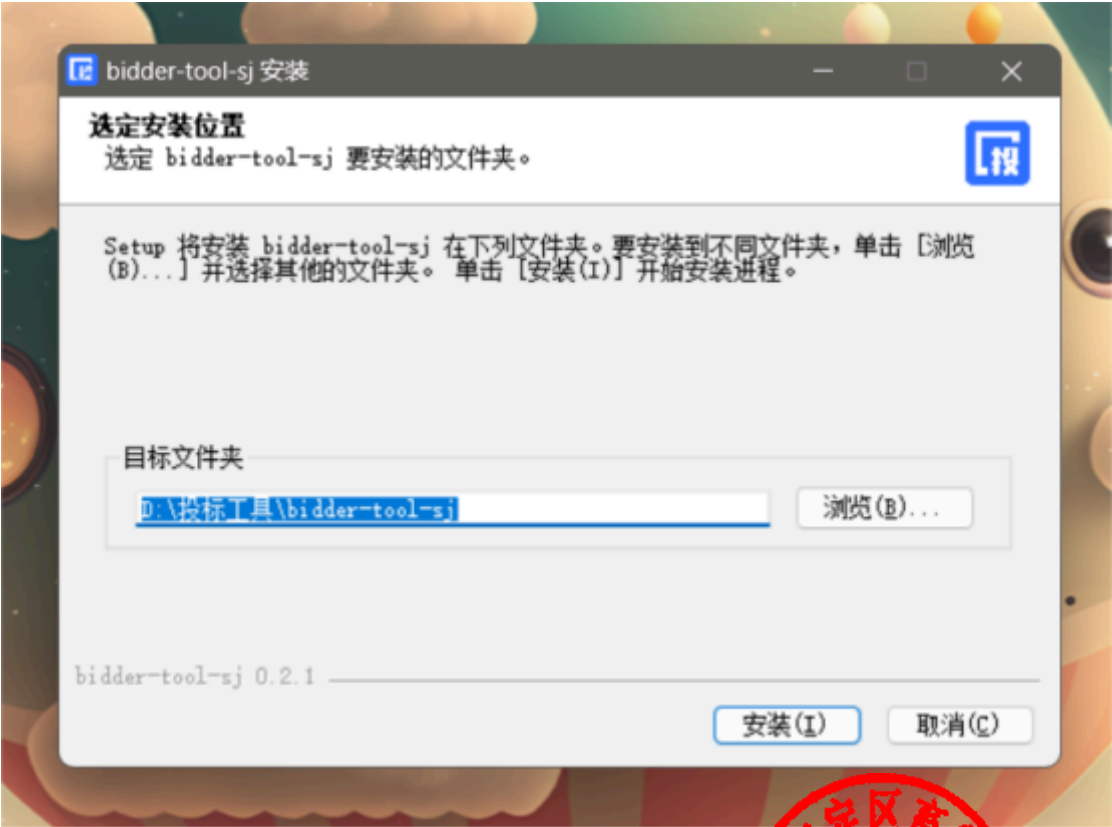 bidder-tool-sj 安装
选定安装位置
选定 bidder-tool-sj 要安装的文件夹。
投
Setup 将安装 bidder-tool-sj 在下列文件夹。要安装到不同文件夹，单击 [浏览
(B)...] 并选择其他的文件夹。 单击 [安装(I)] 开始安装进程。
目标文件夹
D:\投标工具\bidder-tool-sj
浏览(B)...
bidder-tool-sj 0.2.1
安装(I)
取消(C)
定区